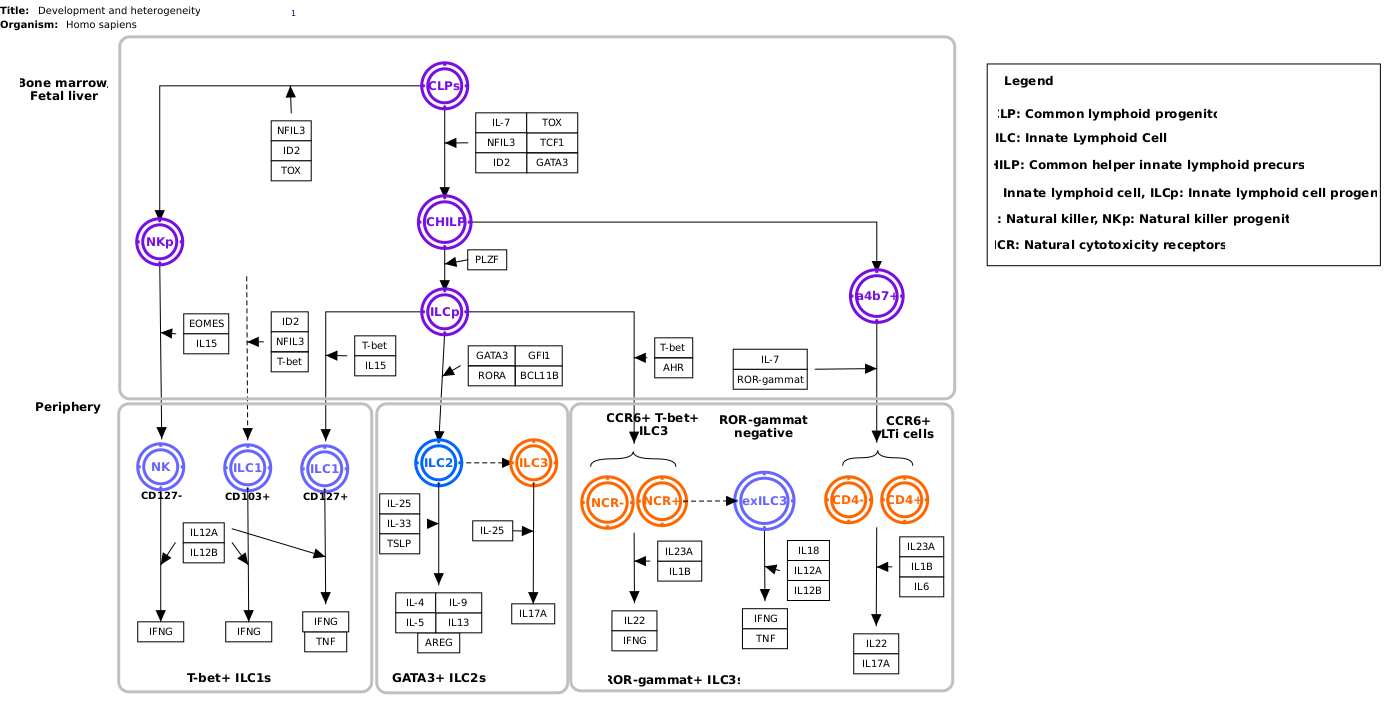 Title: Development and heterogeneity
1
Organism: Homo sapiens
Bone marrow,
Fetal liver
CLPs
NFIL3
ID2
TOX
IL-7 TOX
NFIL3 TCF1
ID2 GATA3
CHILP
NKp
PLZF
a4b7+
ILCp
EOMES
IL15
ID2
NFIL3
T-bet
T-bet
IL15
GATA3 GFI1
RORA BCL11B
T-bet
AHR
IL-7
ROR-gammat
Legend
CLP: Common lymphoid progenitor
ILC: Innate Lymphoid Cell
HILP: Common helper innate lymphoid precurs
Innate lymphoid cell, ILCp: Innate lymphoid cell progen
: Natural killer, NKp: Natural killer progenit
NCR: Natural cytotoxicity receptors
Periphery
CCR6+ T-bet+
ILC3
ROR-gammat
negative
CCR6+
LTi cells
NK
CD127-
ILC1
CD103+
ILC1
CD127+
ILC2
ILC3
NCR-
NCR+
exILC3
CD4-
CD4+
IL12A
IL12B
IL-25
IL-33
TSLP
IL-25
IL23A
IL1B
IL18
IL12A
IL12B
IL23A
IL1B
IL6
IFNG
IFNG
IFNG
TNF
IL-4 IL-9
IL-5 IL13
AREG
IL17A
IL22
IFNG
IFNG
TNF
IL22
IL17A
T-bet+ ILC1s
GATA3+ ILC2s
ROR-gammat+ ILC3s